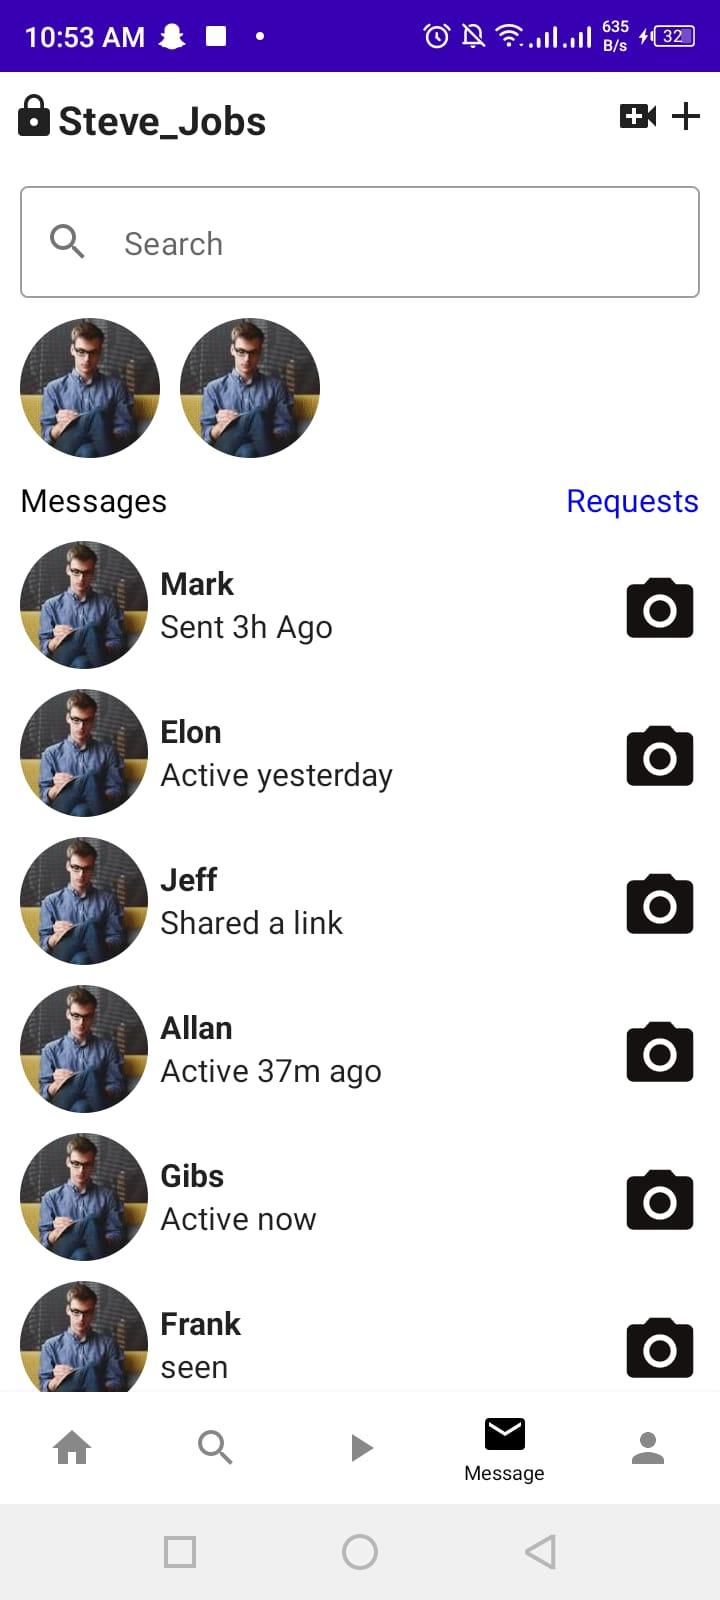 10:53 AM
635
B/s
32
Steve_Jobs
Search
Messages
Requests
Mark
Sent 3h Ago
Elon
Active yesterday
Jeff
Shared a link
Allan
Active 37m ago
Gibs
Active now
Frank
seen
Message